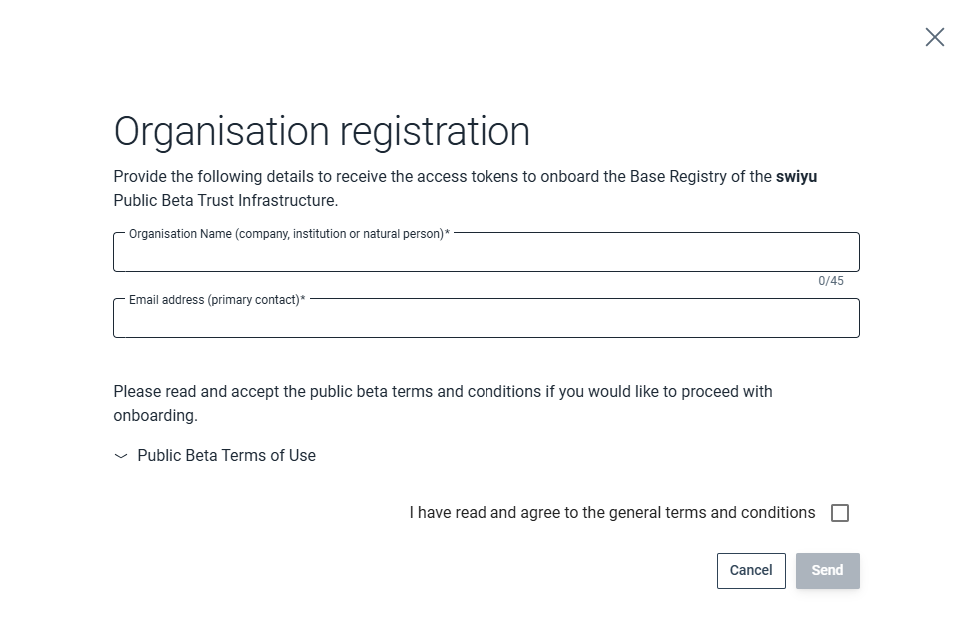 Organisation registration
Provide the following details to receive the access tokens to onboard the Base Registry of the swiyu
Public Beta Trust Infrastructure.
Organisation Name (company, institution or natural person)*
0/45
Email address (primary contact)*
Please read and accept the public beta terms and conditions if you would like to proceed with
onboarding.
Public Beta Terms of Use
I have read and agree to the general terms and conditions
Cancel
Send